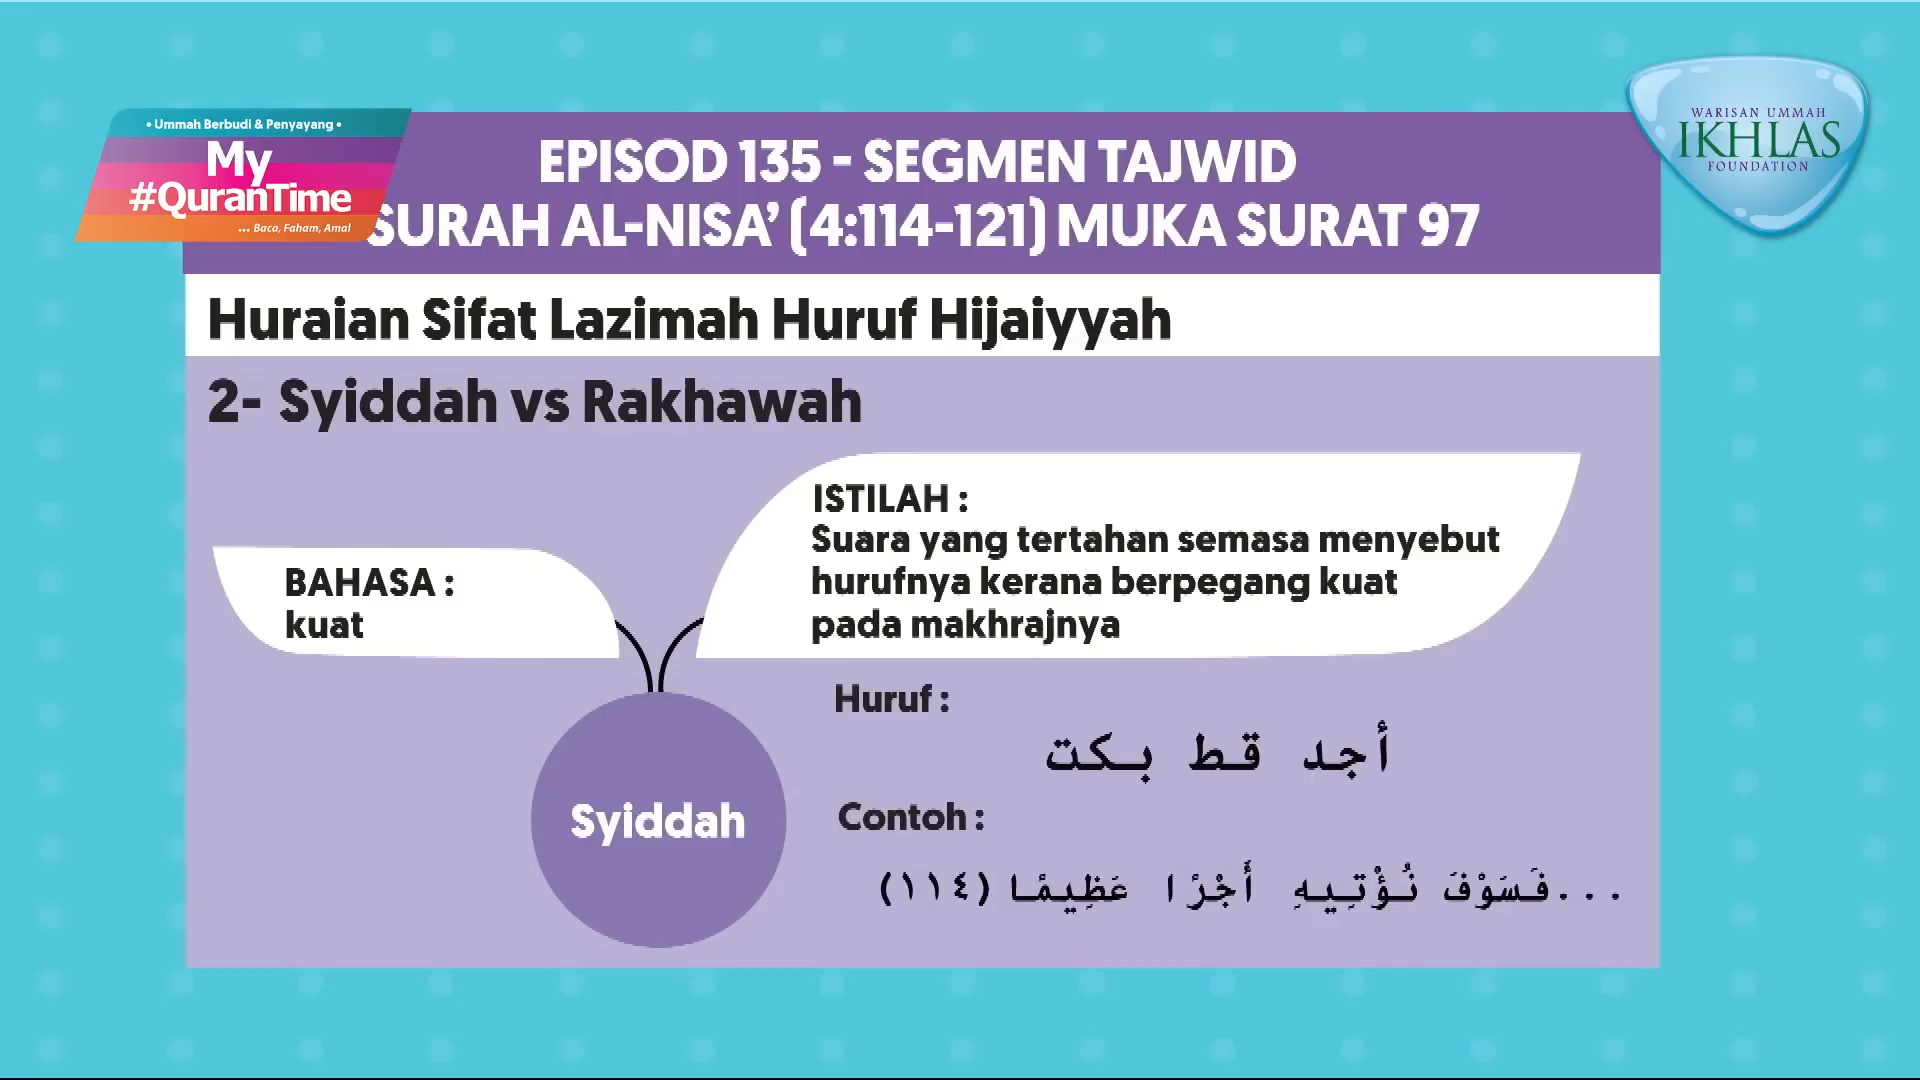 • Ummah Berbudi & Penyayang •
My
#QuranTime
... Baca, Faham, Amal
WARISAN UMMAH
IKHLAS
FOUNDATION
EPISOD 135 - SEGMEN TAJWID
SURAH AL-NISA’ (4:114-121) MUKA SURAT 97
Huraian Sifat Lazimah Huruf Hijaiyyah
2- Syiddah vs Rakhawah
BAHASA :
kuat
ISTILAH :
Suara yang tertahan semasa menyebut
hurufnya kerana berpegang kuat
pada makhrajnya
Syiddah
Huruf :
أجد قط بكت
Contoh :
...فَسَوْفَ نُؤْتِيهِ أَجْرًا عَظِيمًا (١١٤)